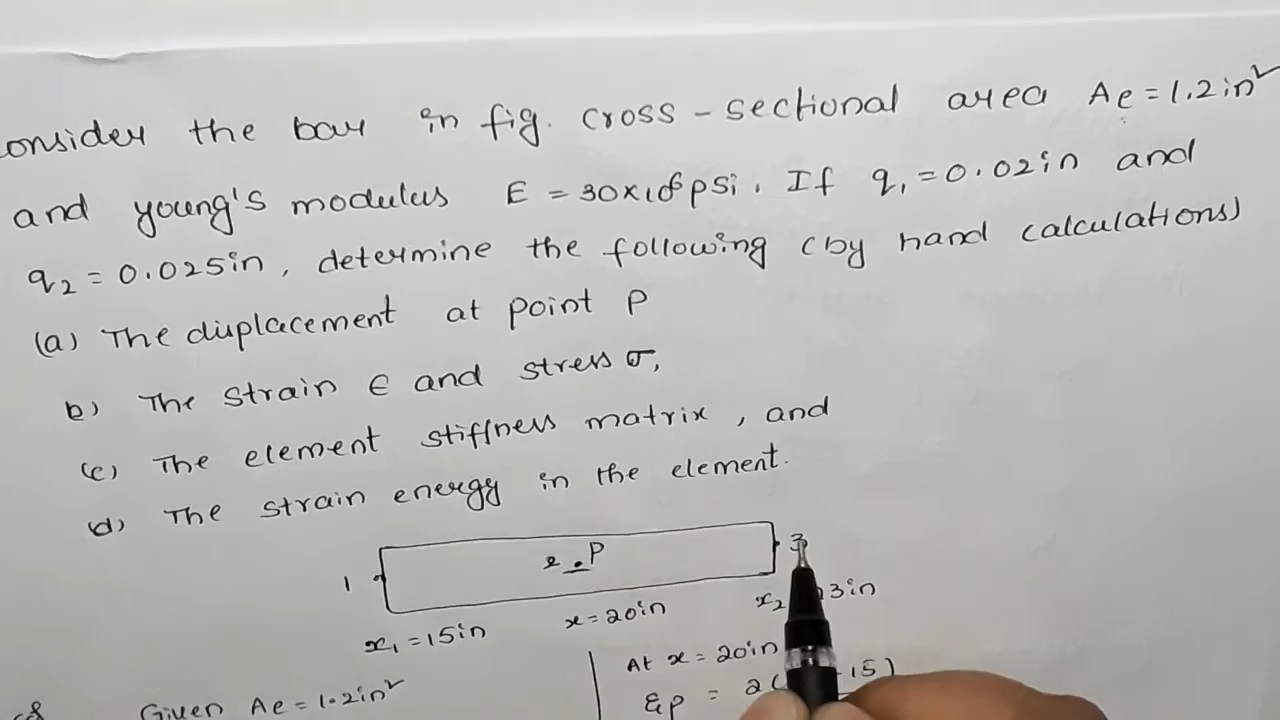 onsider the bar in fig. cross-sectional area Ae = 1.2in²
and young's modulus E = 30×10⁶psi. If q₁ = 0.02in and
q₂ = 0.025in, determine the following (by hand calculations)
(a) The displacement at point P
b) The strain ϵ and stress σ,
(c) The element stiffness matrix, and
(d) The strain energy in the element.
1 2 P 3
x₁ = 15in x = 20in x₂ 3in
At x = 20in
Given Ae = 1.2in²
ξp = 2( -15)